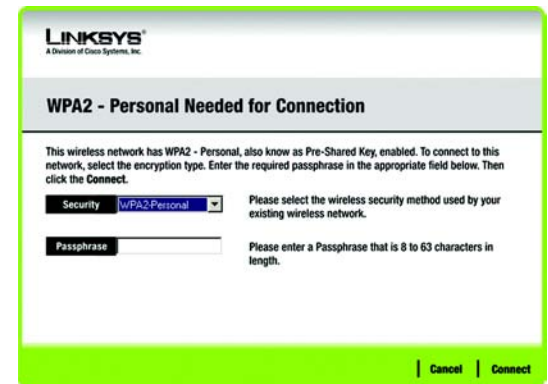 LINKSYS®
A Division of Cisco Systems, Inc.
WPA2 - Personal Needed for Connection
This wireless network has WPA2 - Personal, also know as Pre-Shared Key, enabled. To connect to this
network, select the encryption type. Enter the required passphrase in the appropriate field below. Then
click the Connect.
Security WPA2-Personal Please select the wireless security method used by your
existing wireless network.
Passphrase Please enter a Passphrase that is 8 to 63 characters in
length.
Cancel Connect